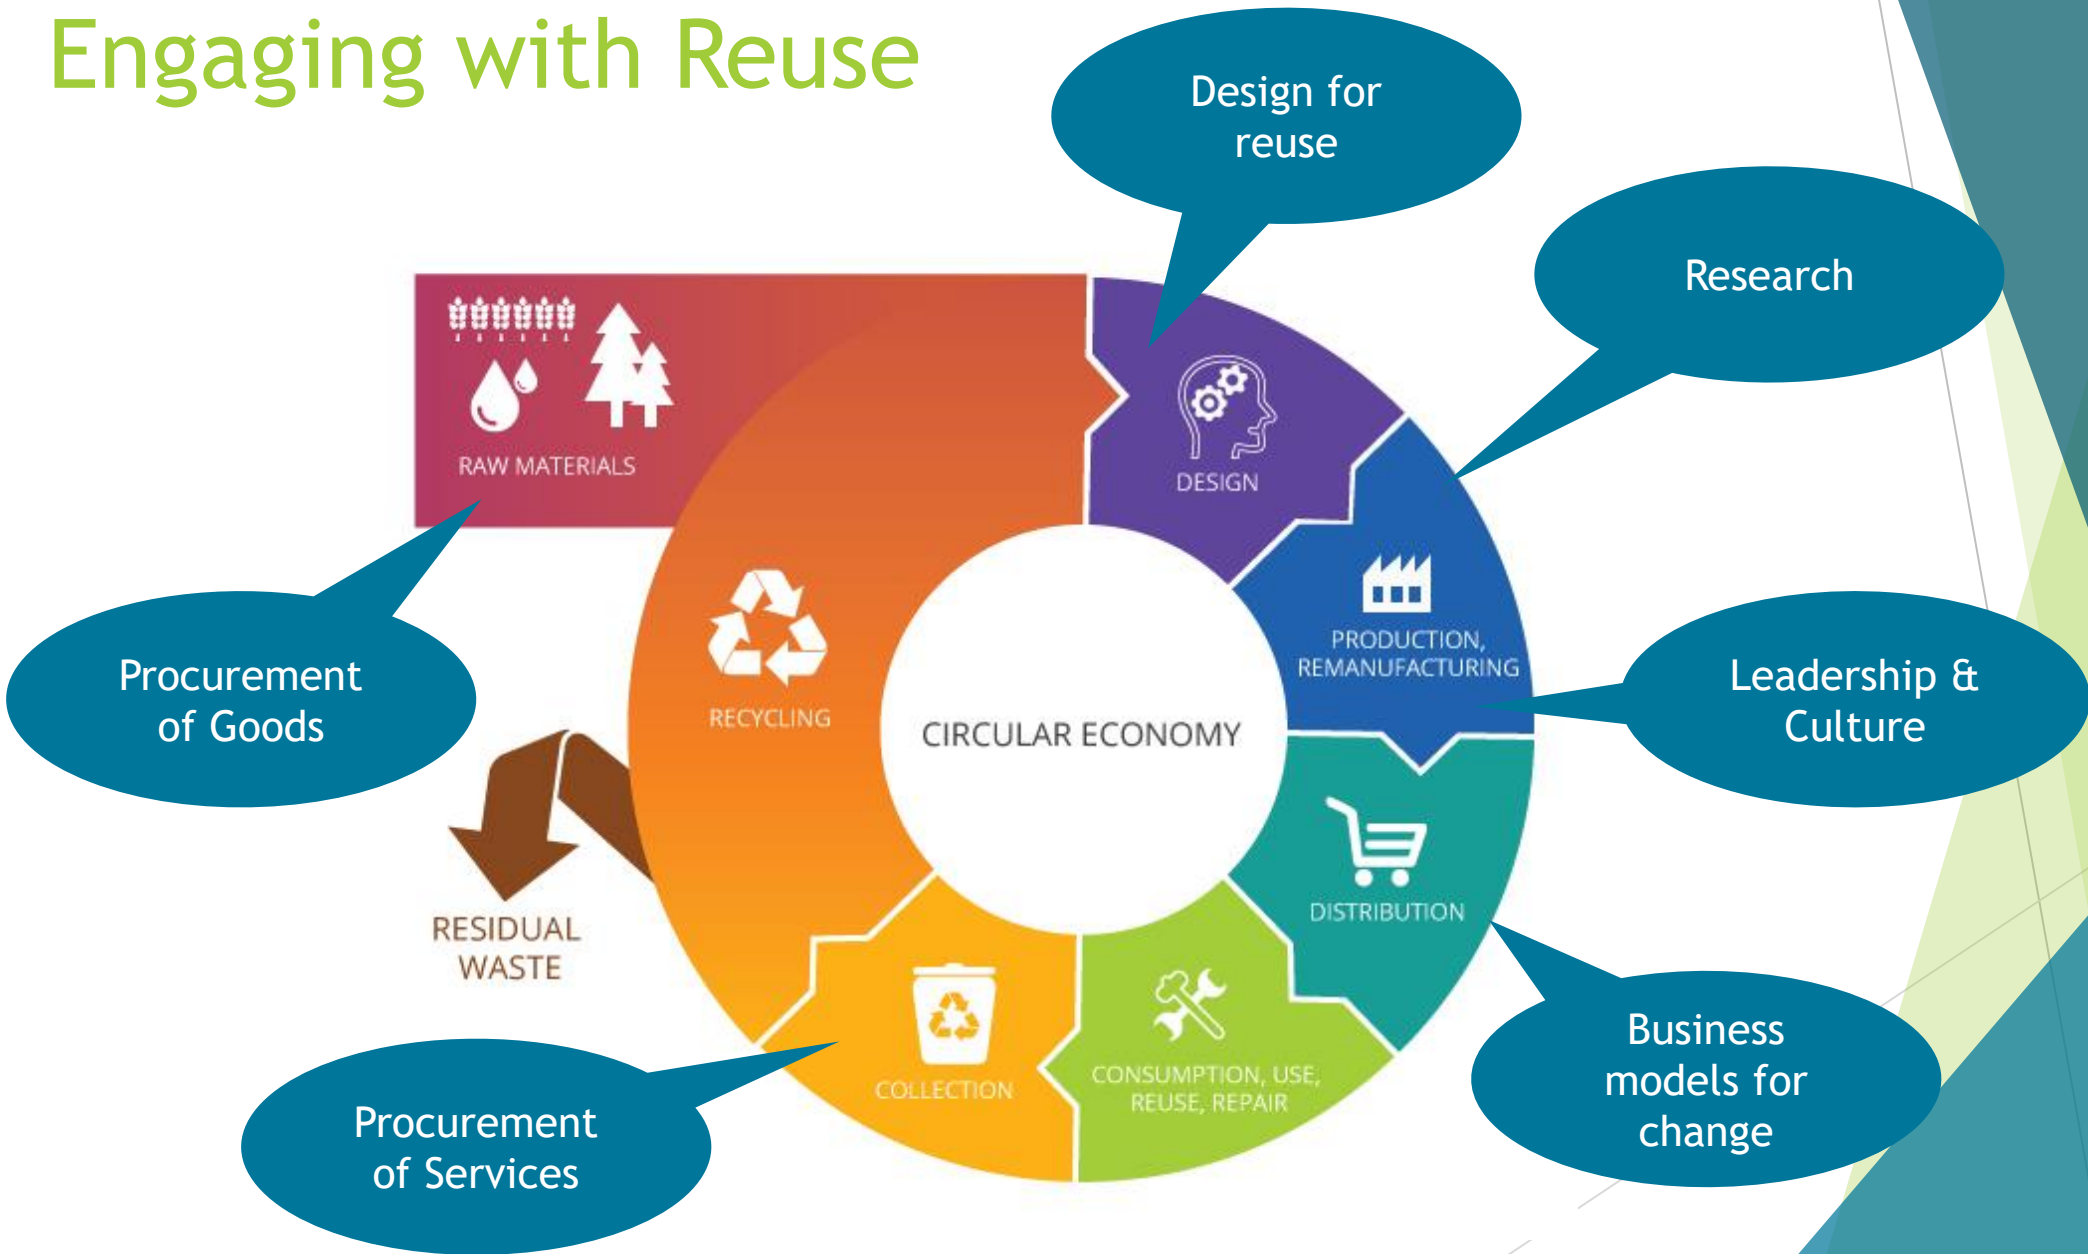 Engaging with Reuse
Design for
reuse
Research
RAW MATERIALS
DESIGN
Procurement
of Goods
RECYCLING
CIRCULAR ECONOMY
PRODUCTION,
REMANUFACTURING
Leadership &
Culture
RESIDUAL
WASTE
DISTRIBUTION
COLLECTION
CONSUMPTION, USE,
REUSE, REPAIR
Business
models for
change
Procurement
of Services